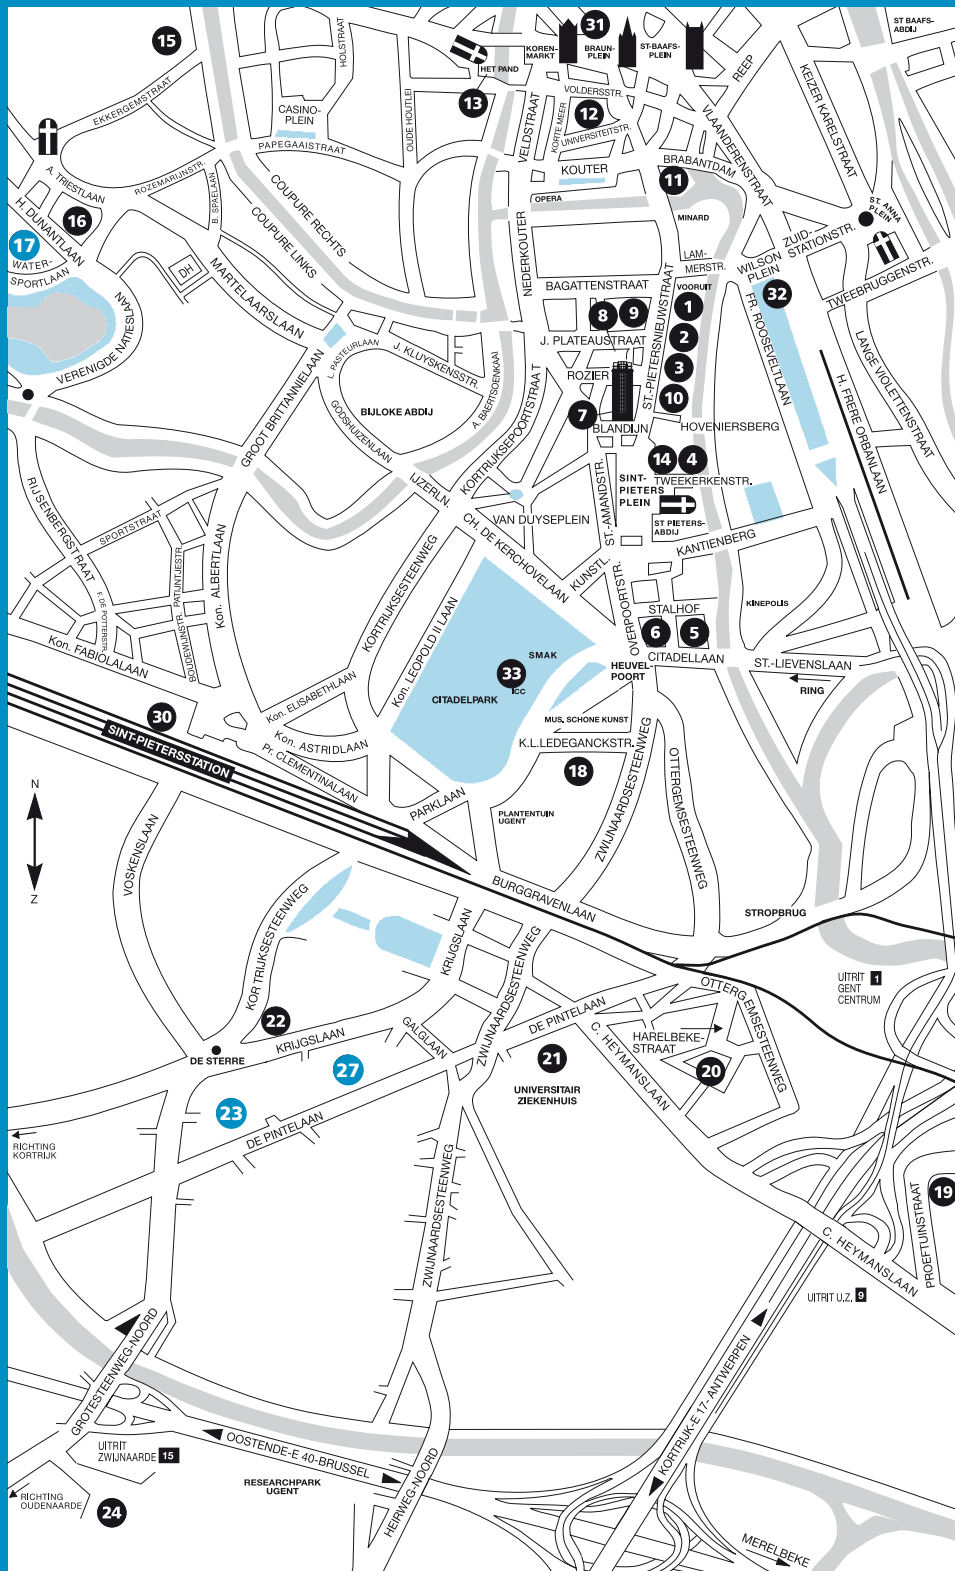 15
31
ST BAAFS-
ABDIJ
HOLSTRAAT
KOREN-
MARKT
BRAUN-
PLEIN
ST-BAAFS-
PLEIN
REEP
KEIZER KARELSTRAAT
HET PAND
13
EKKERGEMSTRAAT
CASINO-
PLEIN
OUDE HOUTLEI
VOLDERSSTR.
12
KORTE MEER
UNIVERSITEITSTR.
VELDSTRAAT
VLAANDERENSTRAAT
PAPEGAAISTRAAT
BRABANTDAM
KOUTER
11
A. TRIESTLAAN
ROZEMARIJNSTR.
B. SPAELAAN
COUPURE RECHTS
COUPURE LINKS
OPERA
MINARD
ST. ANNA
PLEIN
16
H. DUNANTLAAN
17
WATER-
SPORTLAAN
DH
MARTELAARSLAAN
NEDERKOUTER
LAM-
MERSTR.
WILSON
PLEIN
ZUID-
STATIONSTR.
TWEEBRUGGENSTR.
BAGATTENSTRAAT
VOORUIT
1
32
8
9
ST.-PIETERSNIEUWSTRAAT
FR. ROOSEVELTLAAN
VERENIGDE NATIESLAAN
L. PASTEURLAAN
J. KLUYSKENSSTR.
J. PLATEAUSTRAAT
2
LANGE VIOLETTENSTRAAT
GROOT BRITTANNIELAAN
A. BAERTSOENKAAI
ROZIER
3
H. FRERE ORBANLAAN
BIJLOKE ABDIJ
GODSHUIZENLAAN
KORTRIJKSEPOORTSTRAAT
10
7
BLANDIJN
HOVENIERSBERG
14
4
IJZERLN.
ST.-AMANDSTR.
SINT-
PIETERS
PLEIN
TWEEKERKENSTR.
RIJSENBERGSTRAAT
SPORTSTRAAT
VAN DUYSEPLEIN
ST PIETERS-
ABDIJ
KANTIENBERG
CH. DE KERCHOVELAAN
KUNSTL.
PATIJNTJESTR.
Kon. ALBERTLAAN
KORTRIJKSESTEENWEG
F. DE POTTERSTR.
BOUDEWIJNSTR.
Kon. LEOPOLD II LAAN
OVERPOORTSTR.
STALHOF
KINEPOLIS
6
5
Kon. FABIOLALAAN
SMAK
33
ICC
CITADELPARK
CITADELLAAN
HEUVEL-
POORT
ST.-LIEVENSLAAN
RING
Kon. ELISABETHLAAN
30
SINT-PIETERSSTATION
Kon. ASTRIDLAAN
MUS. SCHONE KUNST
K.L.LEDEGANCKSTR.
Pr. CLEMENTINALAAN
18
N
Z
PARKLAAN
PLANTENTUIN
UGENT
ZWIJNAARDSESTEENWEG
OTTERGEMSESTEENWEG
VOSKENSLAAN
BURGGRAVENLAAN
STROPBRUG
KORTRIJKSESTEENWEG
KRIJGSLAAN
ZWIJNAARDSESTEENWEG
UITRIT 1
GENT
CENTRUM
OTTERGEMSESTEENWEG
22
KRIJGSLAAN
GALGLAAN
DE PINTELAAN
C. HEYMANSLAAN
HARELBEKE-
STRAAT
DE STERRE
27
21
20
UNIVERSITAIR
ZIEKENHUIS
23
DE PINTELAAN
RICHTING
KORTRIJK
ZWIJNAARDSESTEENWEG
19
PROEFTUINSTRAAT
C. HEYMANSLAAN
UITRIT U.Z. 9
GROTESTEENWEG-NOORD
KORTRIJK-E 17-ANTWERPEN
UITRIT
ZWIJNAARDE 15
OOSTENDE-E 40-BRUSSEL
RESEARCHPARK
UGENT
HEIRWEG-NOORD
RICHTING
OUDENAARDE
24
MERELBEKE